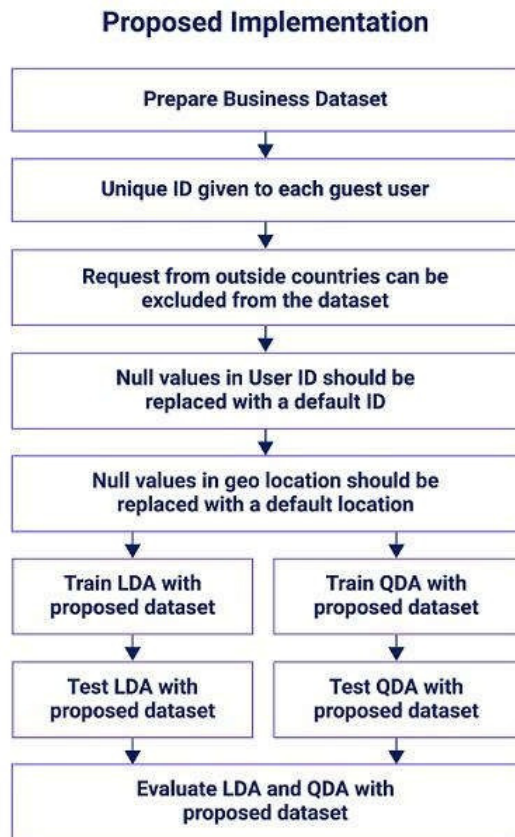 Proposed Implementation
Prepare Business Dataset
Unique ID given to each guest user
Request from outside countries can be
excluded from the dataset
Null values in User ID should be
replaced with a default ID
Null values in geo location should be
replaced with a default location
Train LDA with
proposed dataset
Train QDA with
proposed dataset
Test LDA with
proposed dataset
Test QDA with
proposed dataset
Evaluate LDA and QDA with
proposed dataset